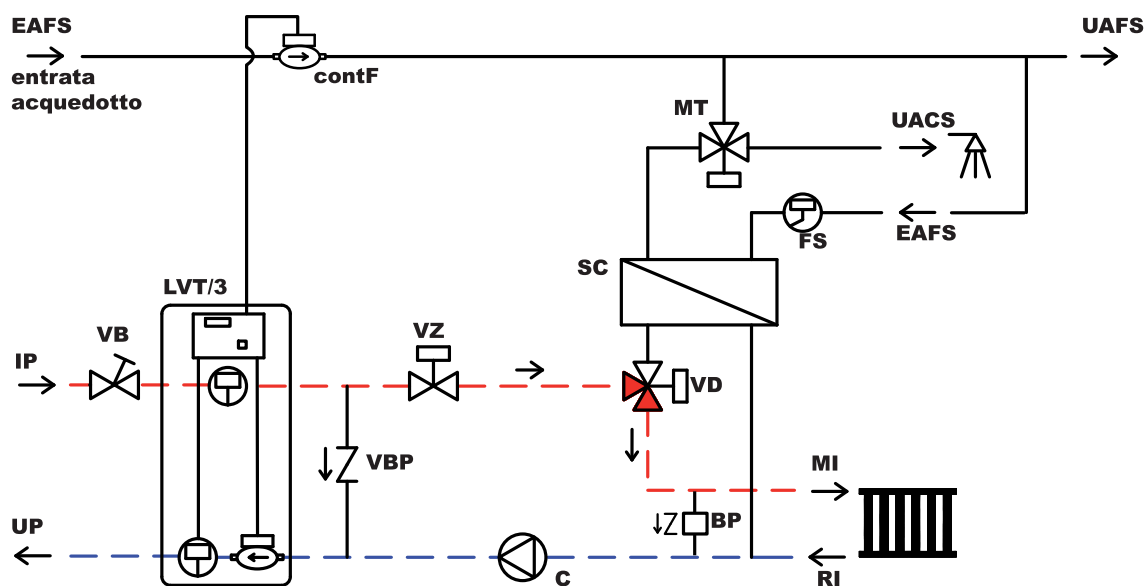 EAFS
UAFS
entrata
acquedotto
contF
MT
UACS
FS
EAFS
SC
LVT/3
VB
VZ
IP
VD
VBP
MI
BP
UP
C
RI